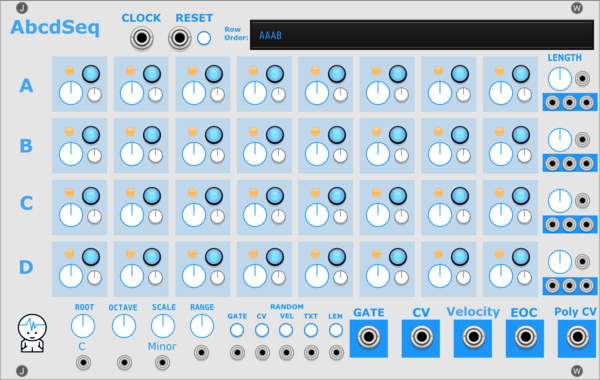 J
W
AbcdSeq
CLOCK RESET
Row Order:
AAAB
LENGTH
A
B
C
D
ROOT OCTAVE SCALE RANGE
RANDOM
GATE CV VEL TXT LEN
GATE CV Velocity EOC Poly CV
C Minor
J
W